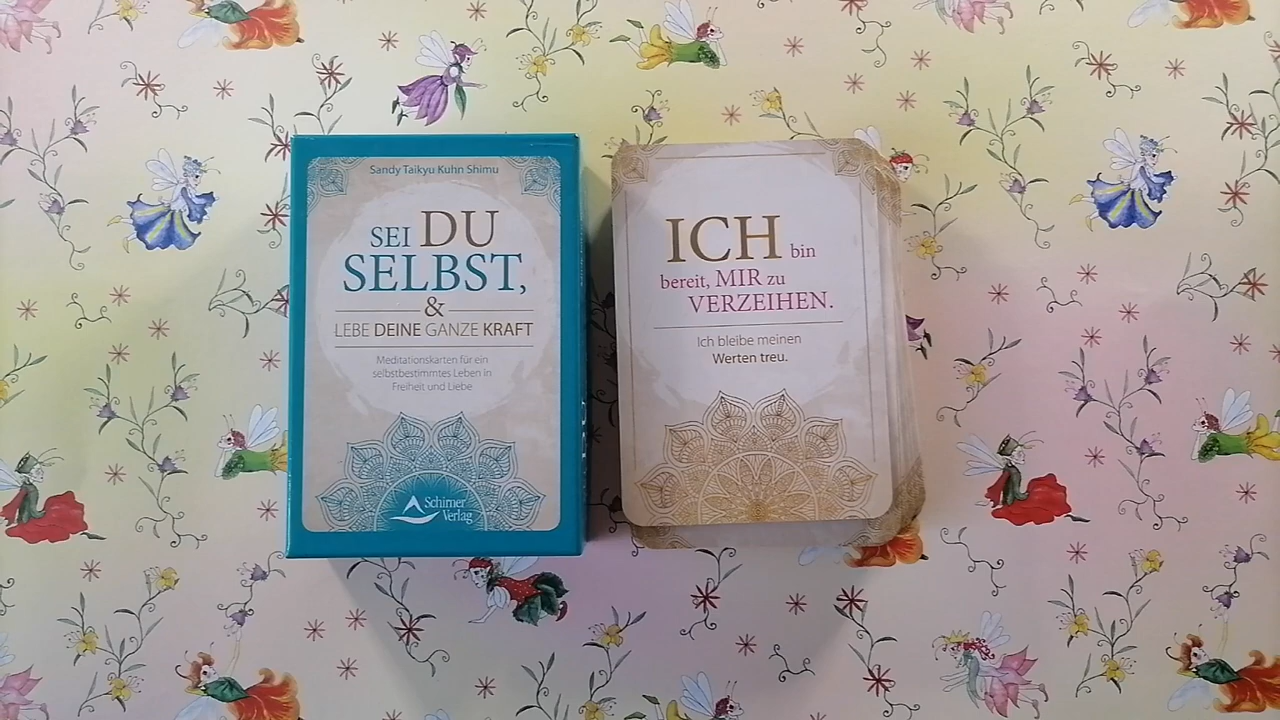 Sandy Taikyu Kuhn Shimu
SEI DU
SELBST,
&
LEBE DEINE GANZE KRAFT
Meditationskarten für ein
selbstbestimmtes Leben in
Freiheit und Liebe
Schirner
Verlag
ICH bin
bereit, MIR zu
VERZEIHEN.
Ich bleibe meinen
Werten treu.